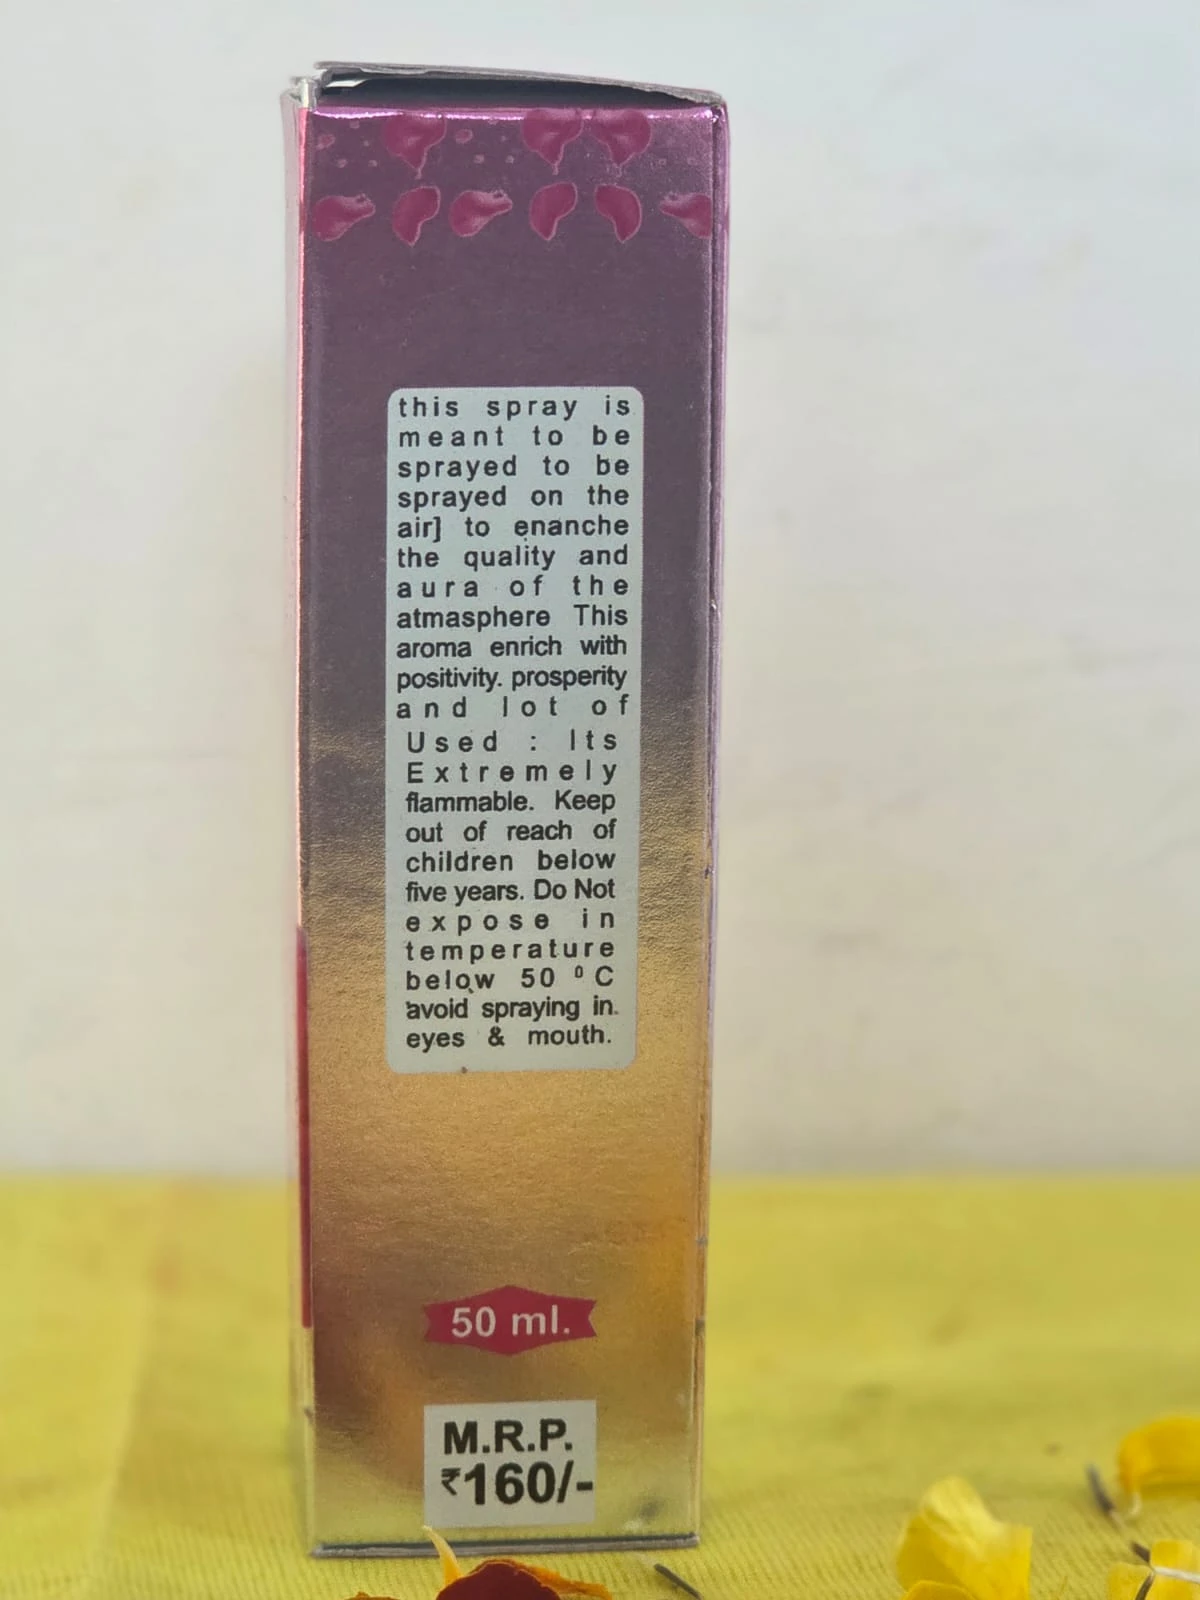 this spray is
meant to be
sprayed to be
sprayed on the
air] to enanche
the quality and
aura of the
atmasphere This
aroma enrich with
positivity. prosperity
and lot of
Used : Its
Extremely
flammable. Keep
out of reach of
children below
five years. Do Not
expose in
temperature
below 50 ⁰ C
avoid spraying in.
eyes & mouth.
50 ml.
M.R.P.
₹160/-